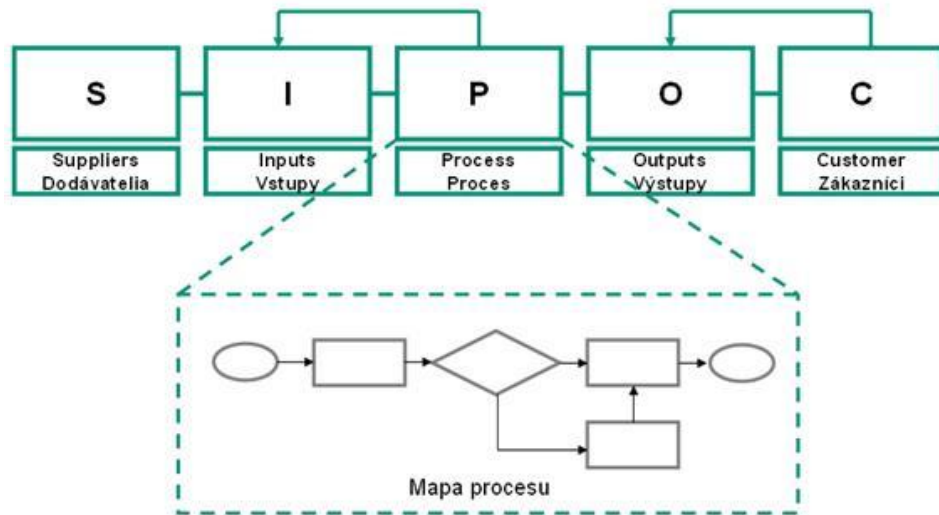 S
I
P
O
C
Suppliers
Dodávatelia
Inputs
Vstupy
Process
Proces
Outputs
Výstupy
Customer
Zákazníci
Mapa procesu